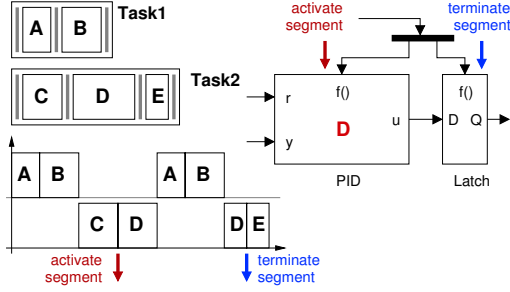 A B Task1
C D E Task2
A B A B
C D D E
activate
segment
terminate
segment
activate
segment
terminate
segment
f() f()
r D u D Q
y
PID Latch